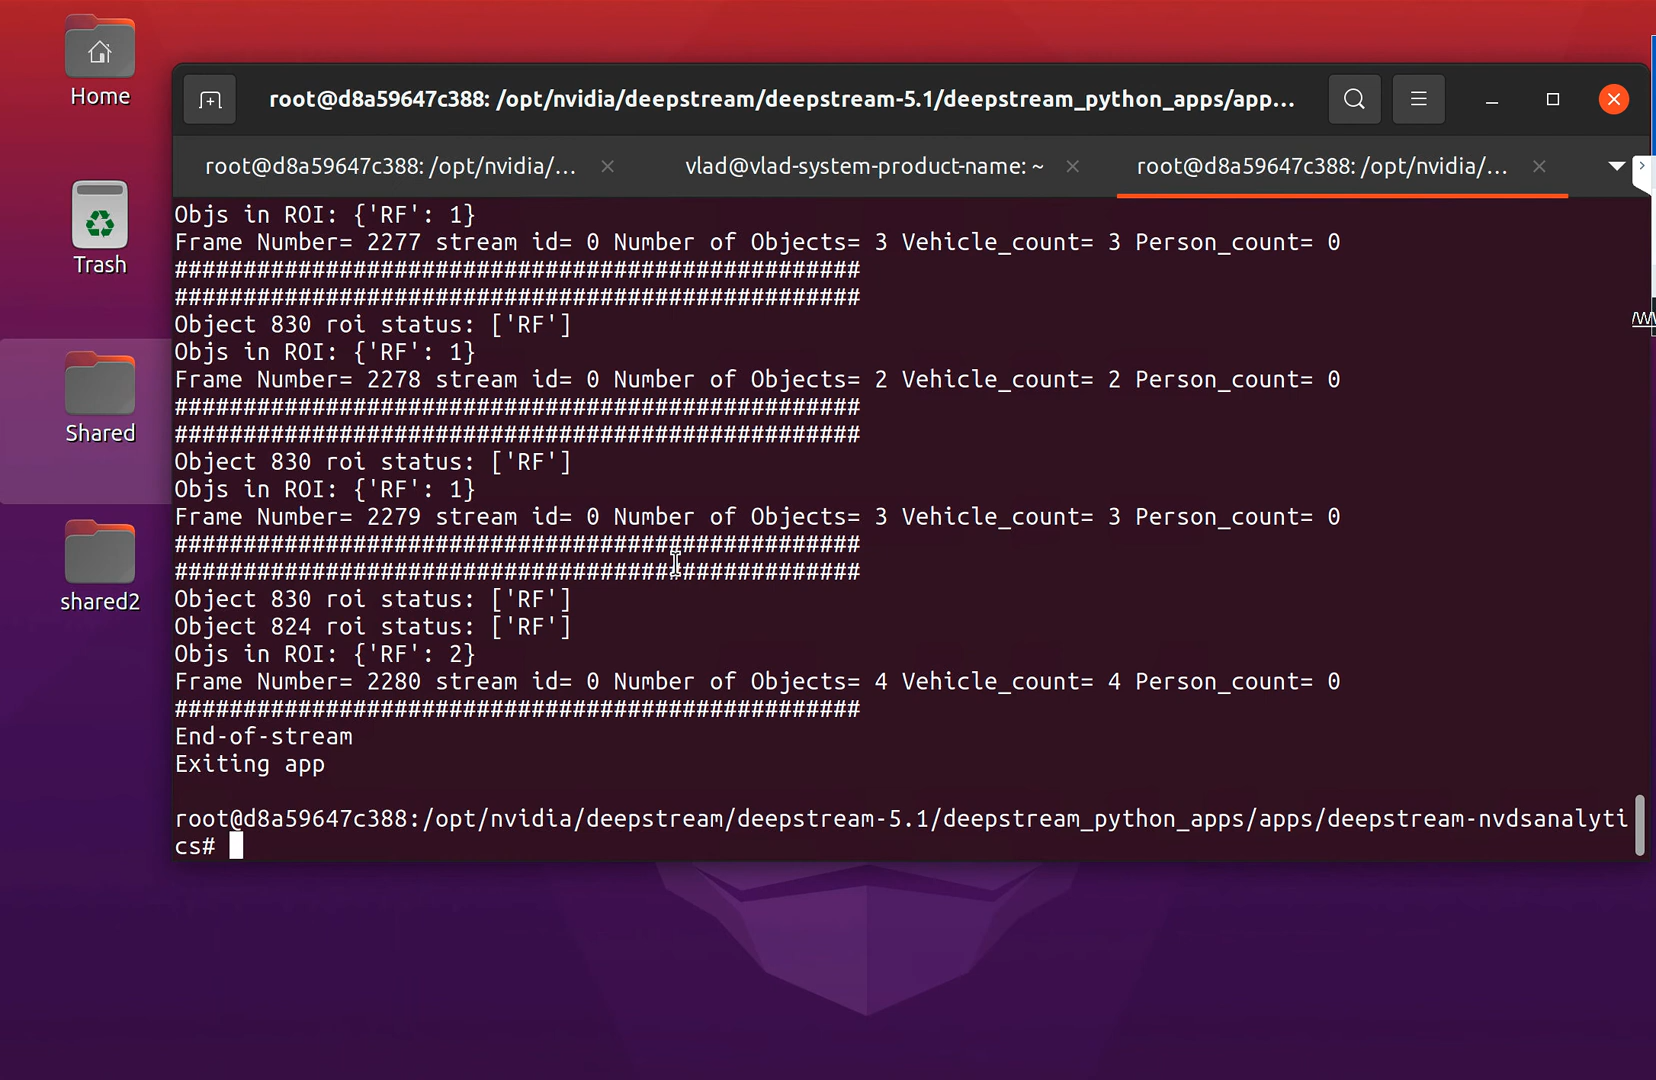 Home
Trash
Shared
shared2
root@d8a59647c388: /opt/nvidia/deepstream/deepstream-5.1/deepstream_python_apps/app...
root@d8a59647c388: /opt/nvidia/...
vlad@vlad-system-product-name: ~
root@d8a59647c388: /opt/nvidia/...
Objs in ROI: {'RF': 1}
Frame Number= 2277 stream id= 0 Number of Objects= 3 Vehicle_count= 3 Person_count= 0
##################################################
##################################################
Object 830 roi status: ['RF']
Objs in ROI: {'RF': 1}
Frame Number= 2278 stream id= 0 Number of Objects= 2 Vehicle_count= 2 Person_count= 0
##################################################
##################################################
Object 830 roi status: ['RF']
Objs in ROI: {'RF': 1}
Frame Number= 2279 stream id= 0 Number of Objects= 3 Vehicle_count= 3 Person_count= 0
##################################################
##################################################
Object 830 roi status: ['RF']
Object 824 roi status: ['RF']
Objs in ROI: {'RF': 2}
Frame Number= 2280 stream id= 0 Number of Objects= 4 Vehicle_count= 4 Person_count= 0
##################################################
End-of-stream
Exiting app
root@d8a59647c388:/opt/nvidia/deepstream/deepstream-5.1/deepstream_python_apps/apps/deepstream-nvdsanalyti
cs#